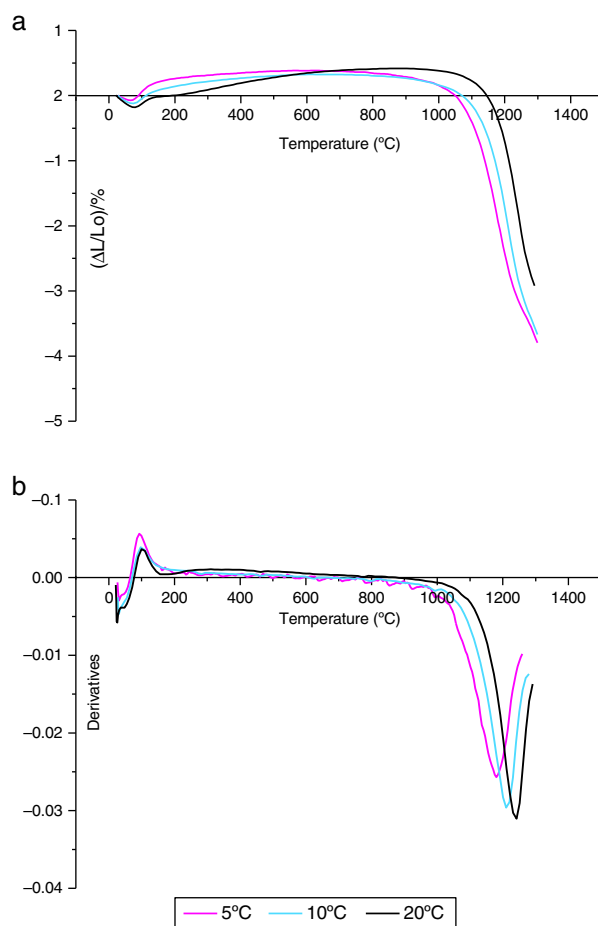 a
1
2
0 200 400 600 800 1000 1200 1400
Temperature (ºC)
–1
–2
–3
–4
–5
(ΔL/Lo)/%
b
–0.1
0.00
0 200 400 600 800 1000 1200 1400
Temperature (ºC)
–0.01
–0.02
–0.03
–0.04
Derivatives
5ºC 10ºC 20ºC